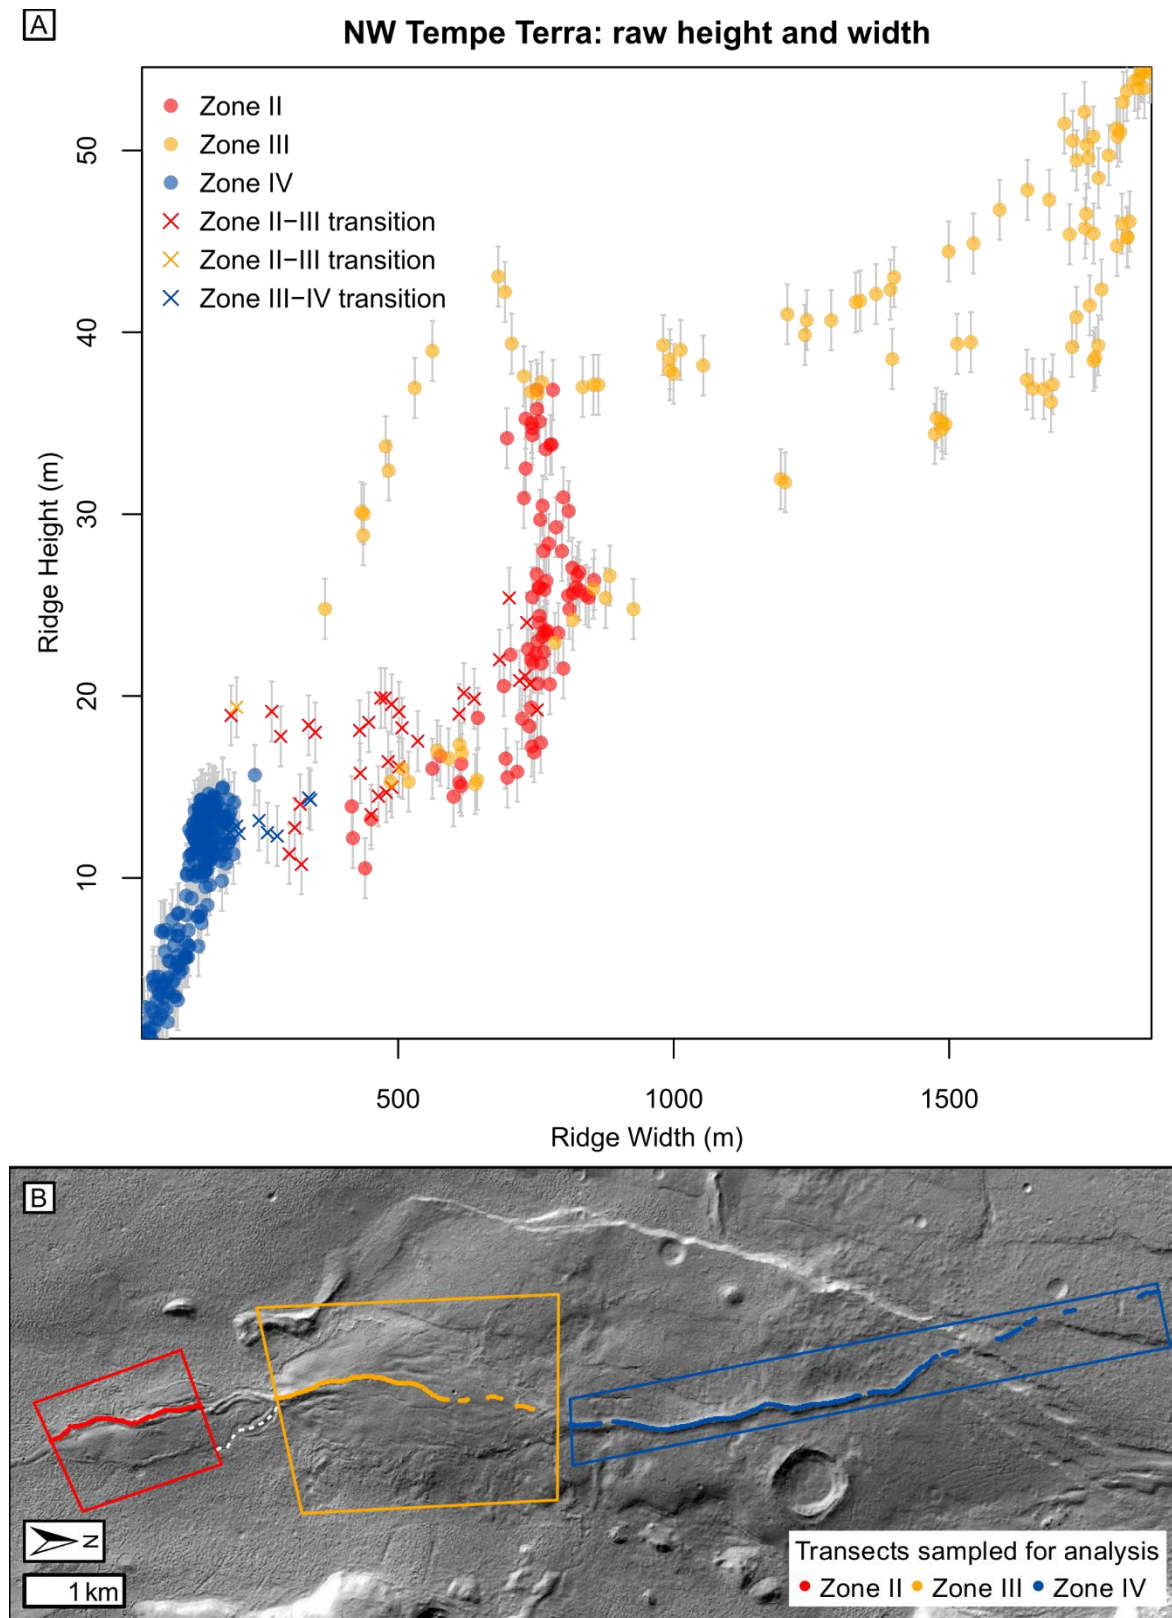 A
NW Tempe Terra: raw height and width
Zone II
Zone III
Zone IV
Zone II−III transition
Zone II−III transition
Zone III−IV transition
50
40
30
20
10
Ridge Height (m)
500 1000 1500
Ridge Width (m)
B
N
1 km
Transects sampled for analysis
Zone II Zone III Zone IV